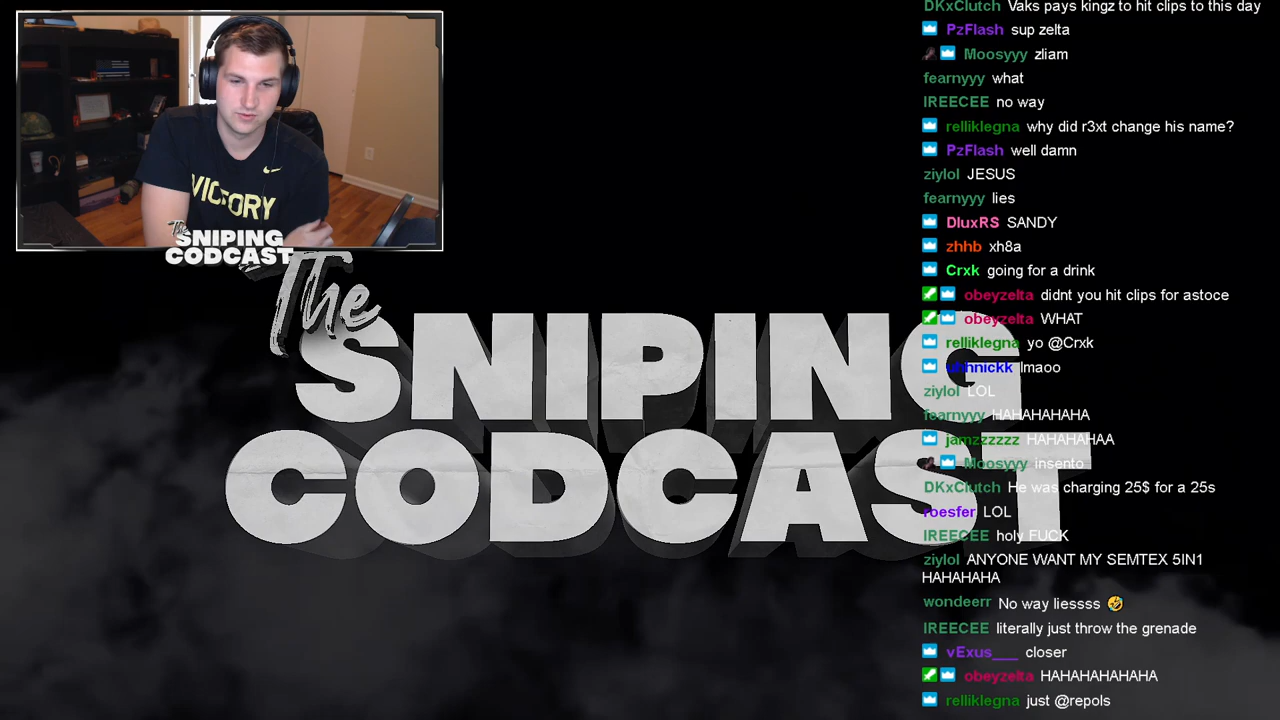 VICTORY
The
SNIPING
CODCAST
The
SNIPING
CODCAST
DKxClutch Vaks pays kingz to hit clips to this day
PzFlash sup zelta
Moosyyy zliam
fearnyyy what
IREECEE no way
relliklegna why did r3xt change his name?
PzFlash well damn
ziylol JESUS
fearnyyy lies
DluxRS SANDY
zhhb xh8a
Crxk going for a drink
obeyzelta didnt you hit clips for astoce
obeyzelta WHAT
relliklegna yo @Crxk
uhhnickk lmaoo
ziylol LOL
fearnyyy HAHAHAHAHA
jamzzzzzz HAHAHAHAA
Moosyyy insento
DKxClutch He was charging 25$ for a 25s
roesfer LOL
IREECEE holy FUCK
ziylol ANYONE WANT MY SEMTEX 5IN1
HAHAHAHA
wondeerr No way liessss 🤣
IREECEE literally just throw the grenade
vExus___ closer
obeyzelta HAHAHAHAHAHA
relliklegna just @repols